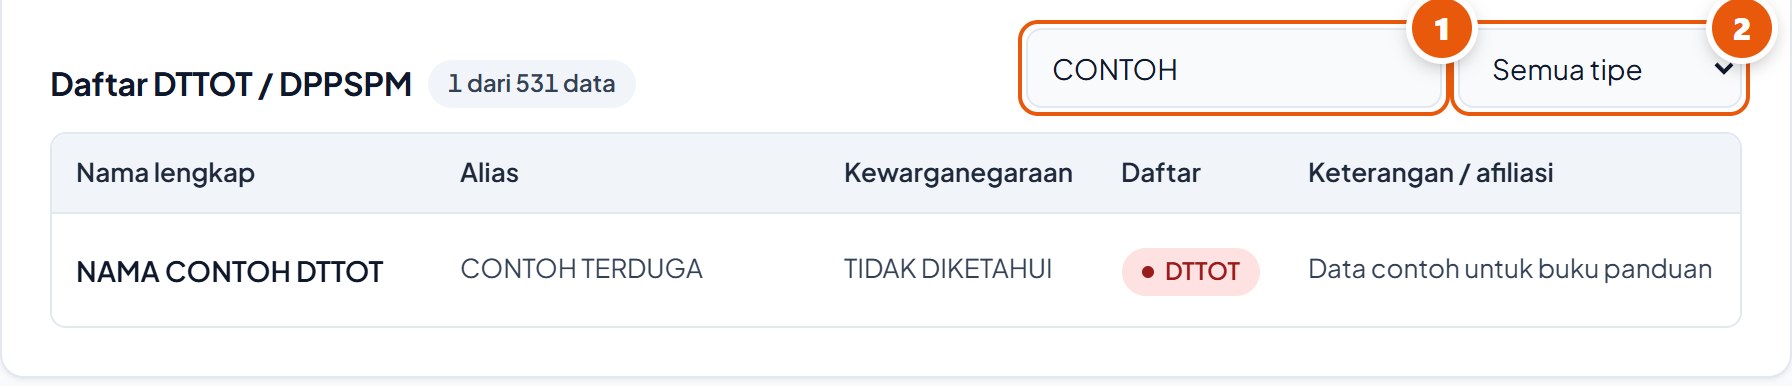 1
2
Daftar DTTOT / DPPSPM 1 dari 531 data CONTOH Semua tipe
Nama lengkap Alias Kewarganegaraan Daftar Keterangan / afiliasi
NAMA CONTOH DTTOT CONTOH TERDUGA TIDAK DIKETAHUI DTTOT Data contoh untuk buku panduan